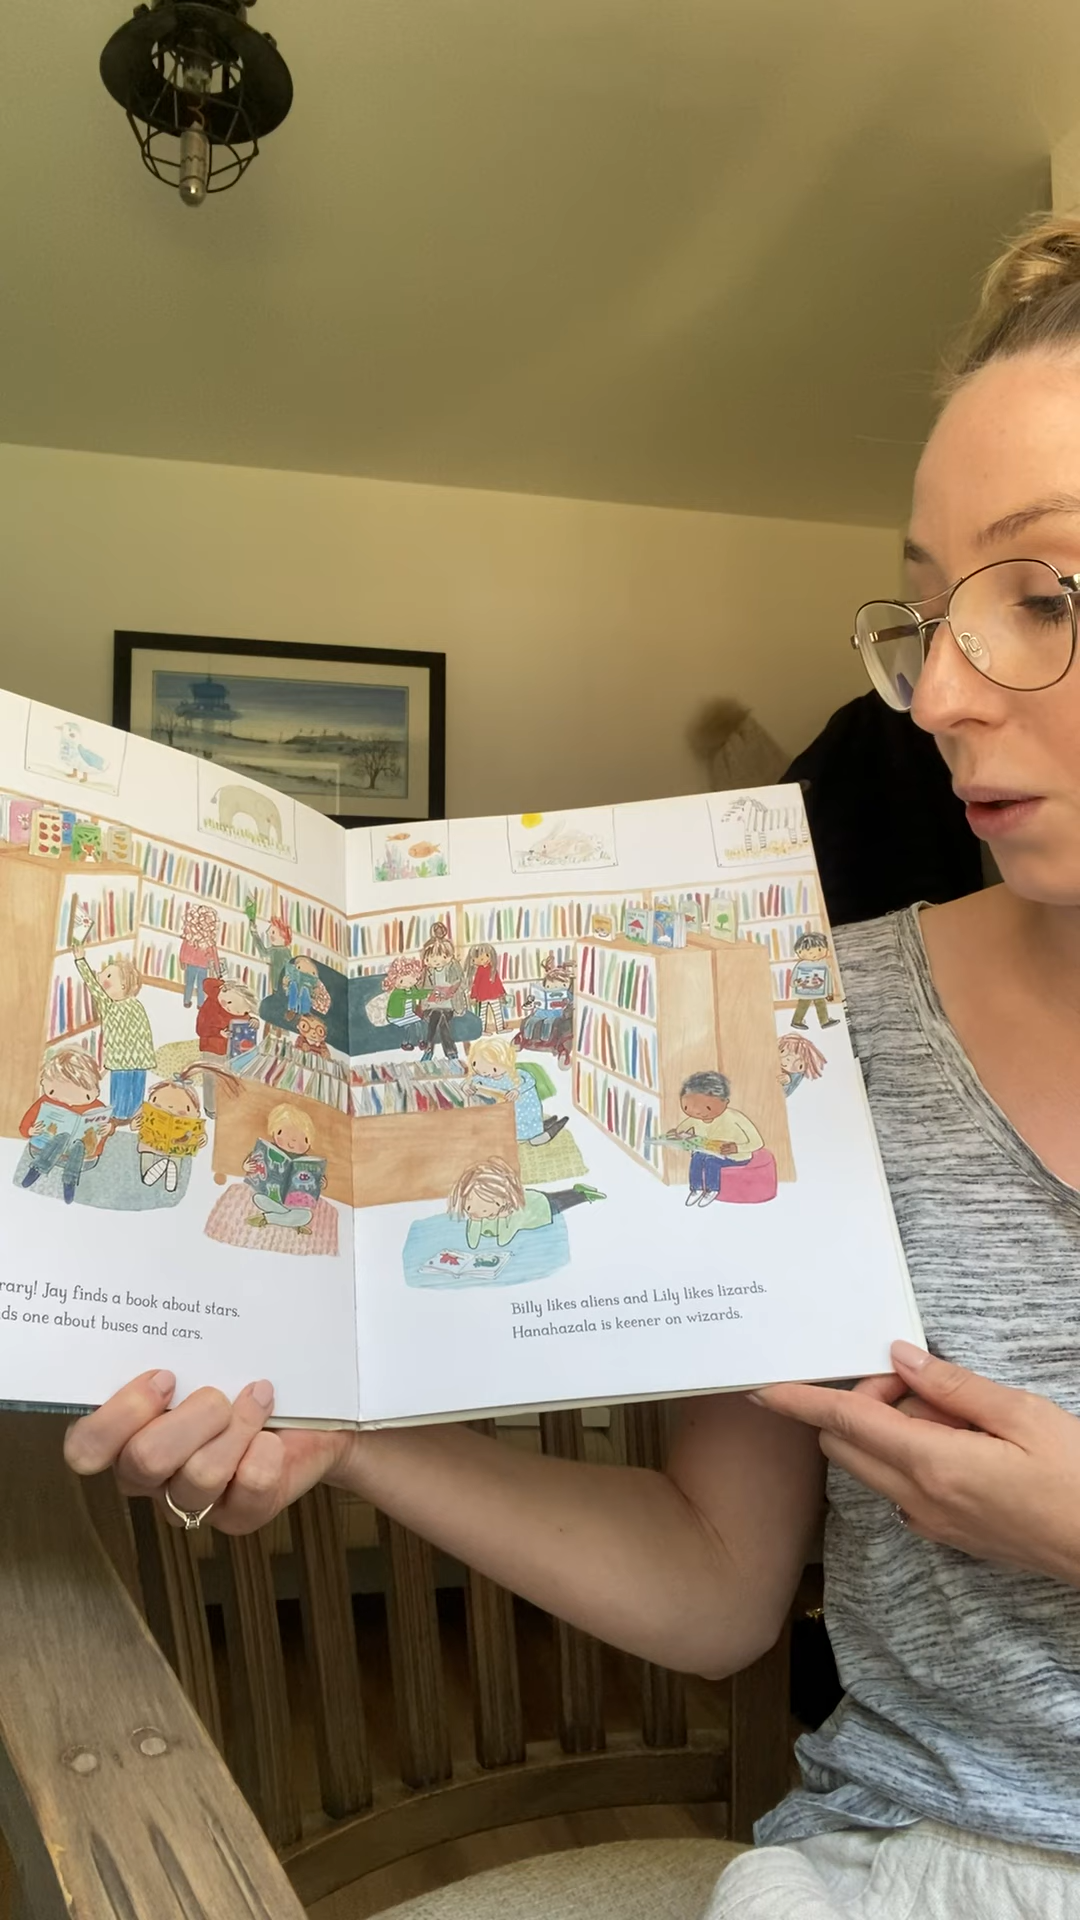 rary! Jay finds a book about stars.
ds one about buses and cars.
Billy likes aliens and Lily likes lizards.
Hanahazala is keener on wizards.